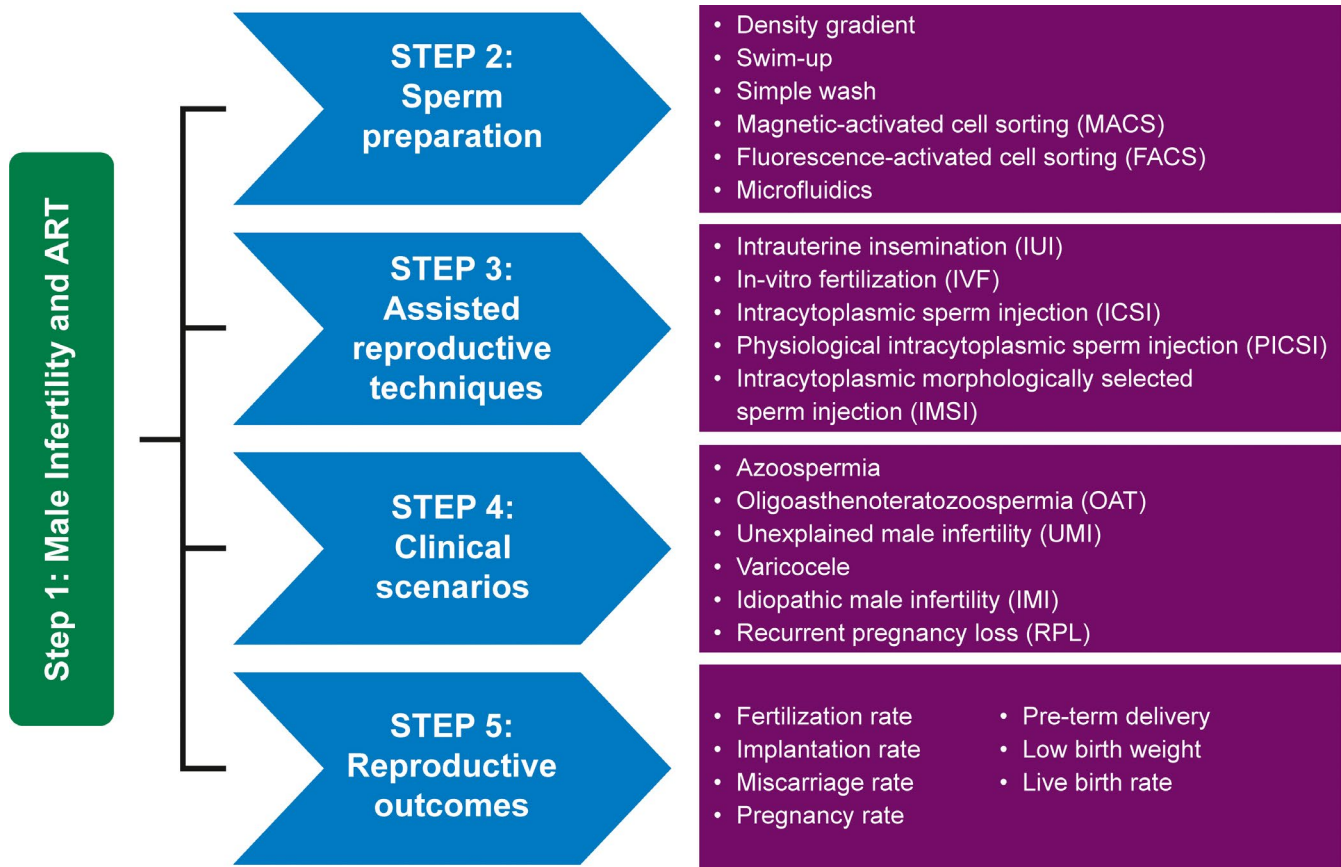 Step 1: Male Infertility and ART
STEP 2:
Sperm
preparation
• Density gradient
• Swim-up
• Simple wash
• Magnetic-activated cell sorting (MACS)
• Fluorescence-activated cell sorting (FACS)
• Microfluidics
STEP 3:
Assisted
reproductive
techniques
• Intrauterine insemination (IUI)
• In-vitro fertilization (IVF)
• Intracytoplasmic sperm injection (ICSI)
• Physiological intracytoplasmic sperm injection (PICSI)
• Intracytoplasmic morphologically selected
sperm injection (IMSI)
STEP 4:
Clinical
scenarios
• Azoospermia
• Oligoasthenoteratozoospermia (OAT)
• Unexplained male infertility (UMI)
• Varicocele
• Idiopathic male infertility (IMI)
• Recurrent pregnancy loss (RPL)
STEP 5:
Reproductive
outcomes
• Fertilization rate
• Implantation rate
• Miscarriage rate
• Pregnancy rate
• Pre-term delivery
• Low birth weight
• Live birth rate